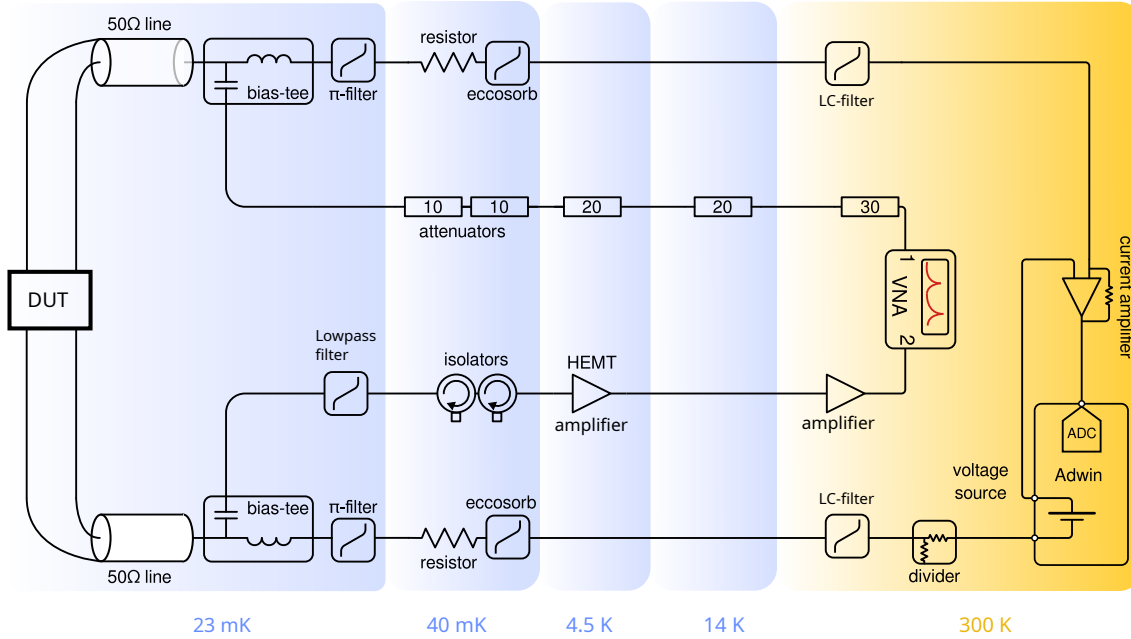 50Ω line
bias-tee
π-filter
resistor
eccosorb
LC-filter
10
10
20
20
30
attenuators
1
VNA
2
current amplifier
DUT
Lowpass
filter
isolators
HEMT
amplifier
amplifier
ADC
Adwin
voltage
source
bias-tee
π-filter
eccosorb
resistor
LC-filter
divider
50Ω line
23 mK
40 mK
4.5 K
14 K
300 K